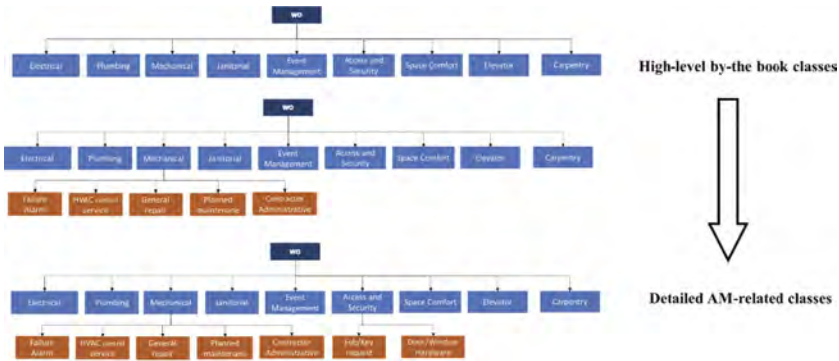 WO
Electrical
Plumbing
Mechanical
Janitorial
Event
Management
Access and
Security
Space Comfort
Elevator
Carpentry
High-level by-the book classes
WO
Electrical
Plumbing
Mechanical
Janitorial
Event
Management
Access and
Security
Space Comfort
Elevator
Carpentry
Failure
Alarm
HVAC control
service
General
repair
Planned
maintenanc
Contractor
Administrative
WO
Electrical
Plumbing
Mechanical
Janitorial
Event
Management
Access and
Security
Space Comfort
Elevator
Carpentry
Detailed AM-related classes
Failure
Alarm
HVAC control
service
General
repair
Planned
maintenanc
Contractor
Administrative
Fob/Key
request
Door/Window
Hardware